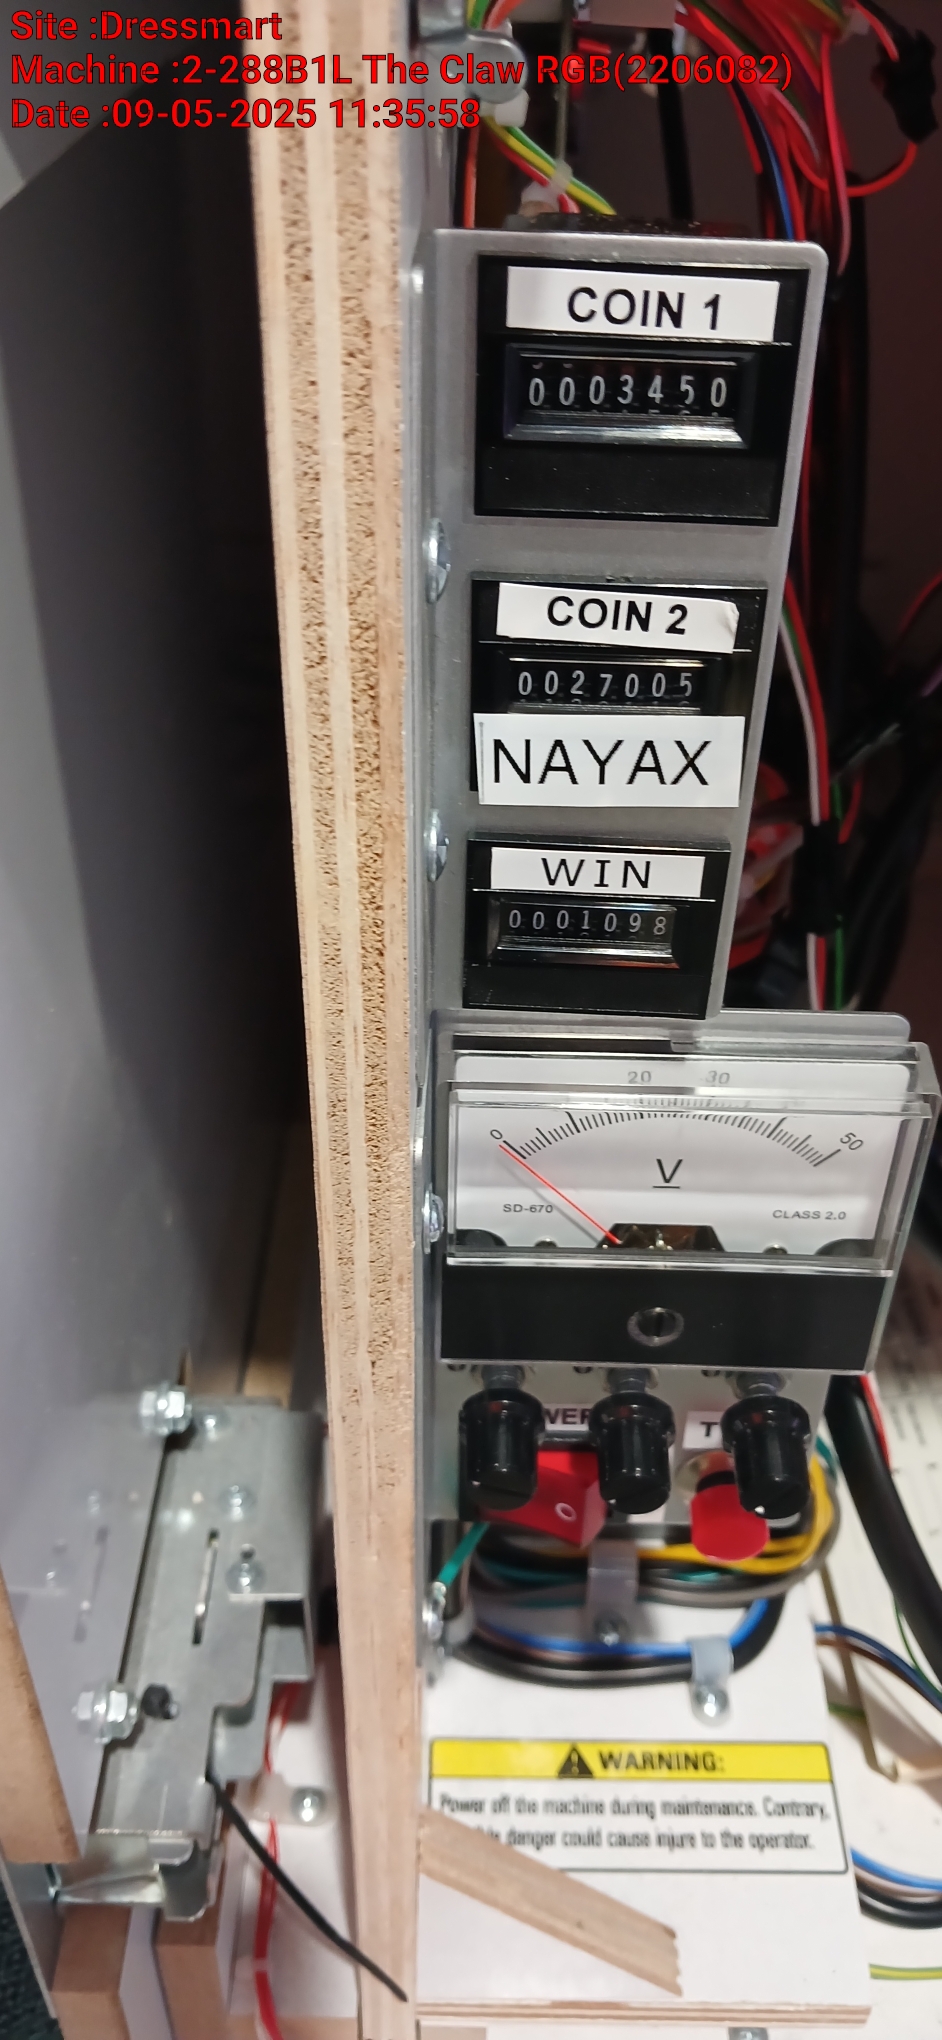 Site :Dressmart
Machine :2-288B1L The Claw RGB(2206082)
Date :09-05-2025 11:35:58
COIN 1
0003450
COIN 2
0027005
NAYAX
WIN
0001098
20 30
0 50
V
SD-670 CLASS 2.0
WARNING:
Power off the machine during maintenance. Contrary,
danger could cause injure to the operator.